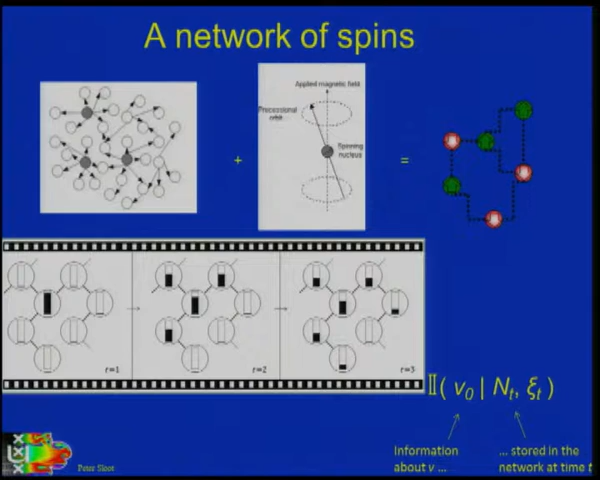 A network of spins
Applied magnetic field
Precessional
orbit
Spinning
nucleus
+
=
r=1
r=2
r=3
𝕀( v₀ | Nₜ, ξₜ )
Information
about v ...
... stored in the
network at time t
Peter Sloot